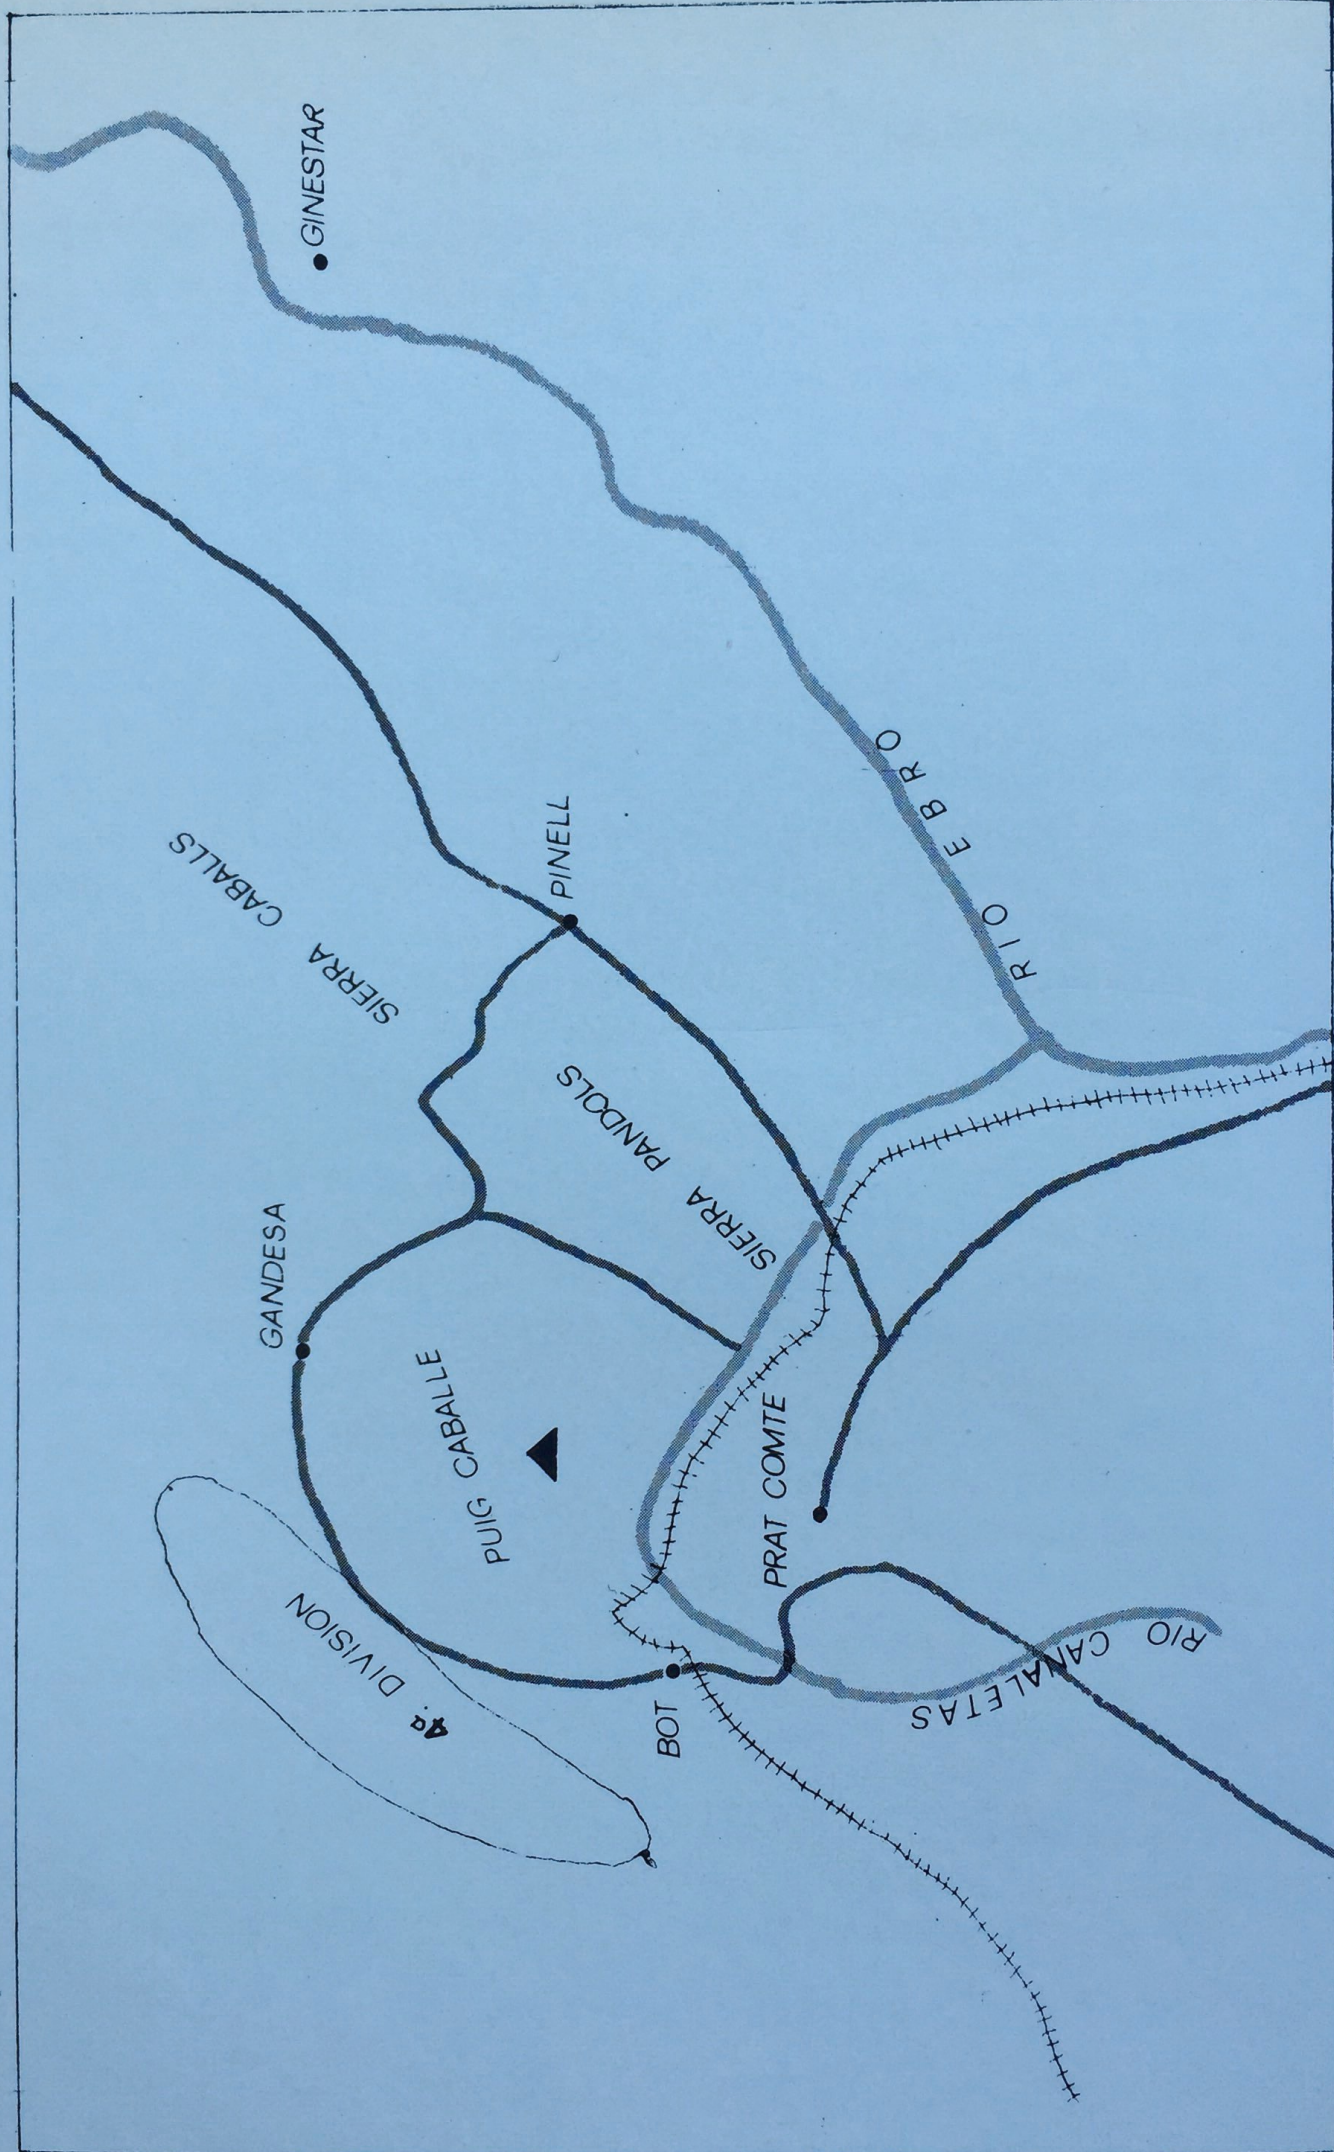 GINESTAR
RIO EBRO
PINELL
SIERRA CABALLS
SIERRA PANDOLS
GANDESA
PUIG CABALLE
PRAT COMTE
4a. DIVISION
BOT
RIO CANALETAS